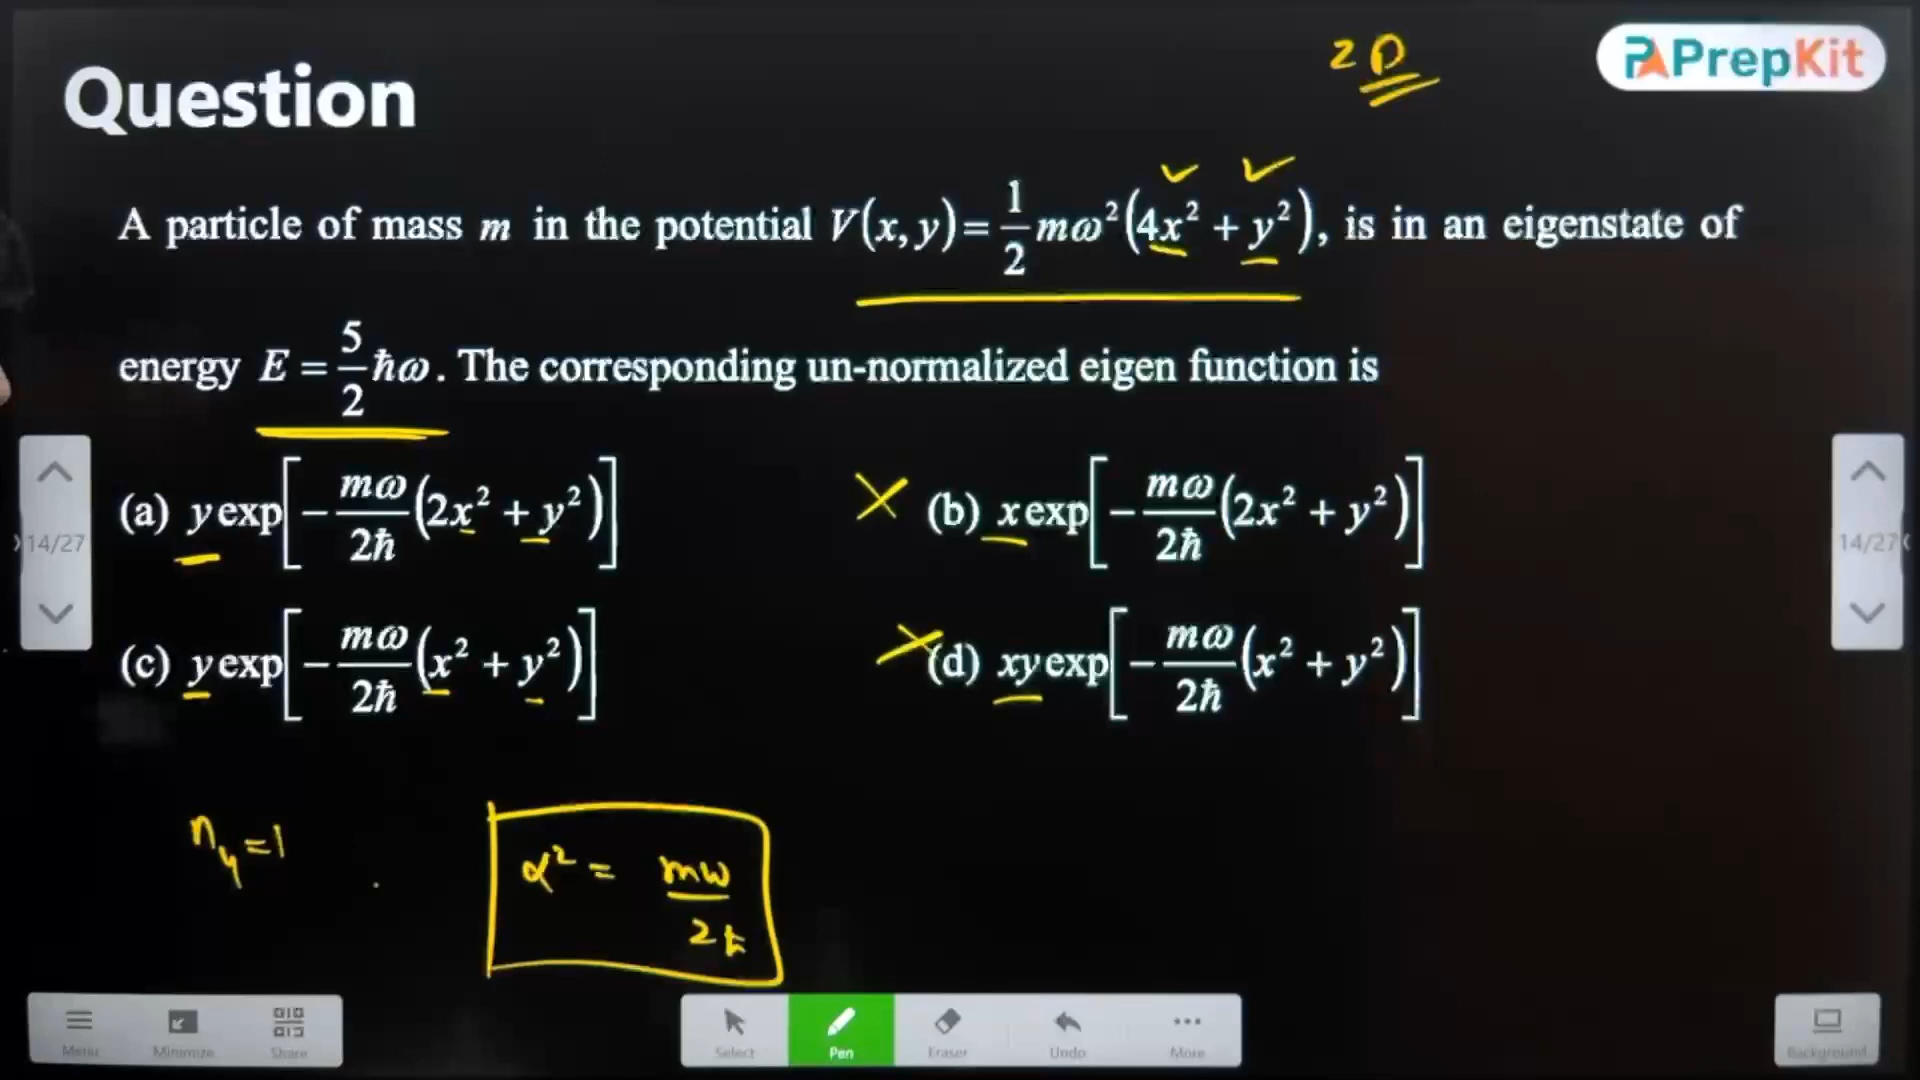 2D
PrepKit
Question
A particle of mass m in the potential V(x, y) = 1/2 mω²(4x² + y²), is in an eigenstate of
energy E = 5/2 ħω. The corresponding un-normalized eigen function is
(a) y exp[-mω/2ħ (2x² + y²)]
(b) x exp[-mω/2ħ (2x² + y²)]
(c) y exp[-mω/2ħ (x² + y²)]
(d) xy exp[-mω/2ħ (x² + y²)]
14/27
14/27
n_y = 1
α² = mω/2ħ
Menu
Minimize
Share
Select
Pen
Eraser
Undo
More
Background